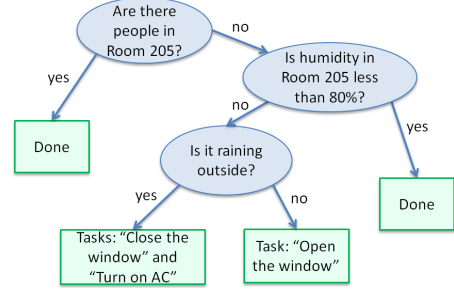 Are there
people in
Room 205?
no
yes
Is humidity in
Room 205 less
than 80%?
no
yes
Done
Is it raining
outside?
yes
no
Done
Tasks: “Close the
window” and
“Turn on AC”
Task: “Open
the window”